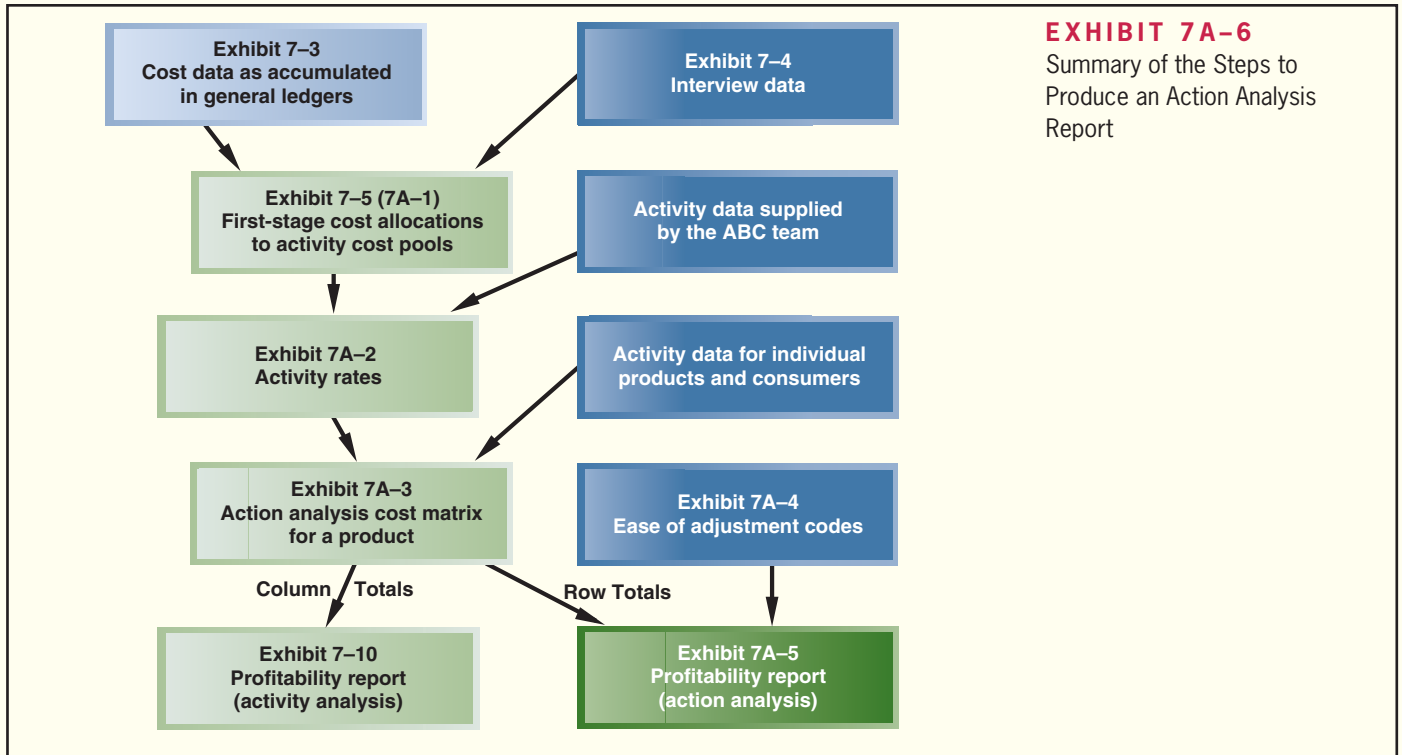 EXHIBIT 7A–6
Summary of the Steps to
Produce an Action Analysis
Report
Exhibit 7–3
Cost data as accumulated
in general ledgers
Exhibit 7–4
Interview data
Exhibit 7–5 (7A–1)
First-stage cost allocations
to activity cost pools
Activity data supplied
by the ABC team
Exhibit 7A–2
Activity rates
Activity data for individual
products and consumers
Exhibit 7A–3
Action analysis cost matrix
for a product
Exhibit 7A–4
Ease of adjustment codes
Column Totals
Row Totals
Exhibit 7–10
Profitability report
(activity analysis)
Exhibit 7A–5
Profitability report
(action analysis)